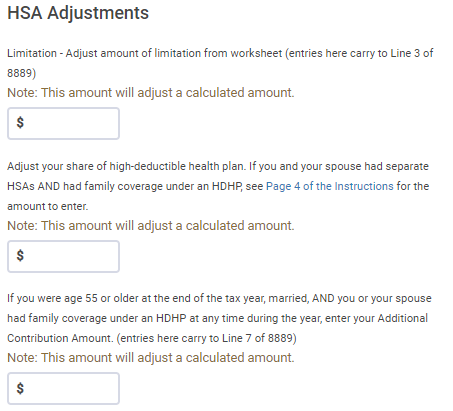 HSA Adjustments
Limitation - Adjust amount of limitation from worksheet (entries here carry to Line 3 of
8889)
Note: This amount will adjust a calculated amount.
$
Adjust your share of high-deductible health plan. If you and your spouse had separate
HSAs AND had family coverage under an HDHP, see Page 4 of the Instructions for the
amount to enter.
Note: This amount will adjust a calculated amount.
$
If you were age 55 or older at the end of the tax year, married, AND you or your spouse
had family coverage under an HDHP at any time during the year, enter your Additional
Contribution Amount. (entries here carry to Line 7 of 8889)
Note: This amount will adjust a calculated amount.
$